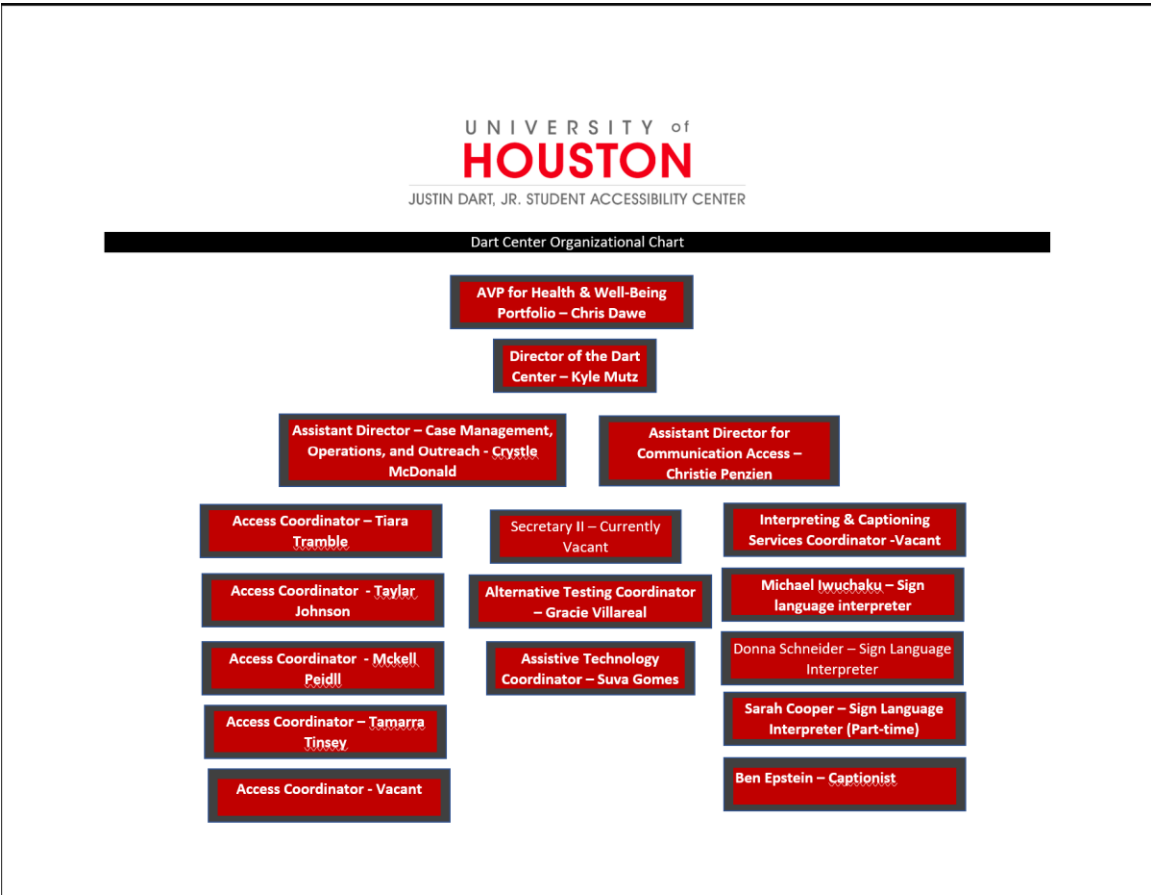 UNIVERSITY of
HOUSTON
JUSTIN DART, JR. STUDENT ACCESSIBILITY CENTER
Dart Center Organizational Chart
AVP for Health & Well-Being
Portfolio – Chris Dawe
Director of the Dart
Center – Kyle Mutz
Assistant Director – Case Management,
Operations, and Outreach - Crystle
McDonald
Assistant Director for
Communication Access –
Christie Penzien
Access Coordinator – Tiara
Tramble
Secretary II – Currently
Vacant
Interpreting & Captioning
Services Coordinator -Vacant
Access Coordinator - Taylar
Johnson
Alternative Testing Coordinator
– Gracie Villareal
Michael Iwuchaku – Sign
language interpreter
Access Coordinator - Mckell
Peidll
Assistive Technology
Coordinator – Suva Gomes
Donna Schneider – Sign Language
Interpreter
Access Coordinator – Tamarra
Tinsey
Sarah Cooper – Sign Language
Interpreter (Part-time)
Access Coordinator - Vacant
Ben Epstein – Captionist